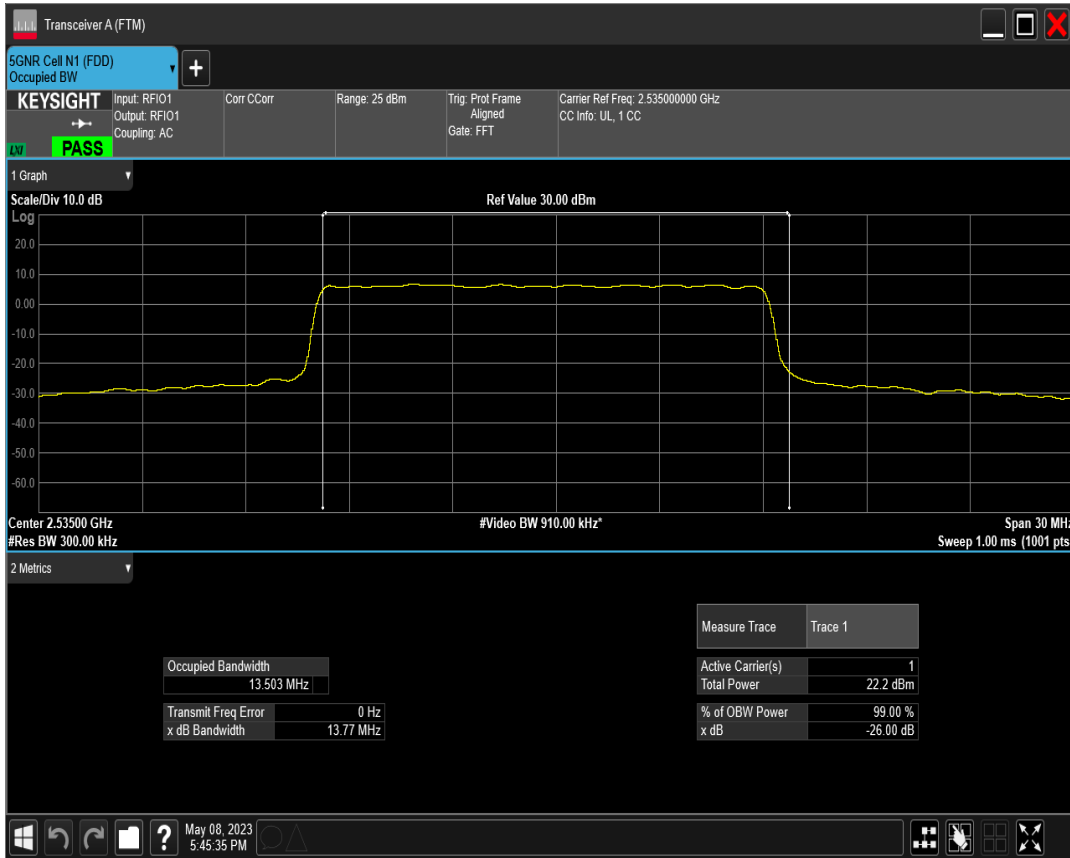 Transceiver A (FTM)
5GNR Cell N1 (FDD)
Occupied BW
+
KEYSIGHT
LXI
PASS
Input: RFIO1
Output: RFIO1
Coupling: AC
Corr CCorr
Range: 25 dBm
Trig: Prot Frame
Aligned
Gate: FFT
Carrier Ref Freq: 2.535000000 GHz
CC Info: UL, 1 CC
1 Graph
Scale/Div 10.0 dB
Ref Value 30.00 dBm
Log
20.0
10.0
0.00
-10.0
-20.0
-30.0
-40.0
-50.0
-60.0
Center 2.53500 GHz
#Video BW 910.00 kHz*
Span 30 MHz
#Res BW 300.00 kHz
Sweep 1.00 ms (1001 pts
2 Metrics
Measure Trace Trace 1
Occupied Bandwidth
13.503 MHz
Active Carrier(s) 1
Total Power 22.2 dBm
Transmit Freq Error 0 Hz
x dB Bandwidth 13.77 MHz
% of OBW Power 99.00 %
x dB -26.00 dB
?
May 08, 2023
5:45:35 PM